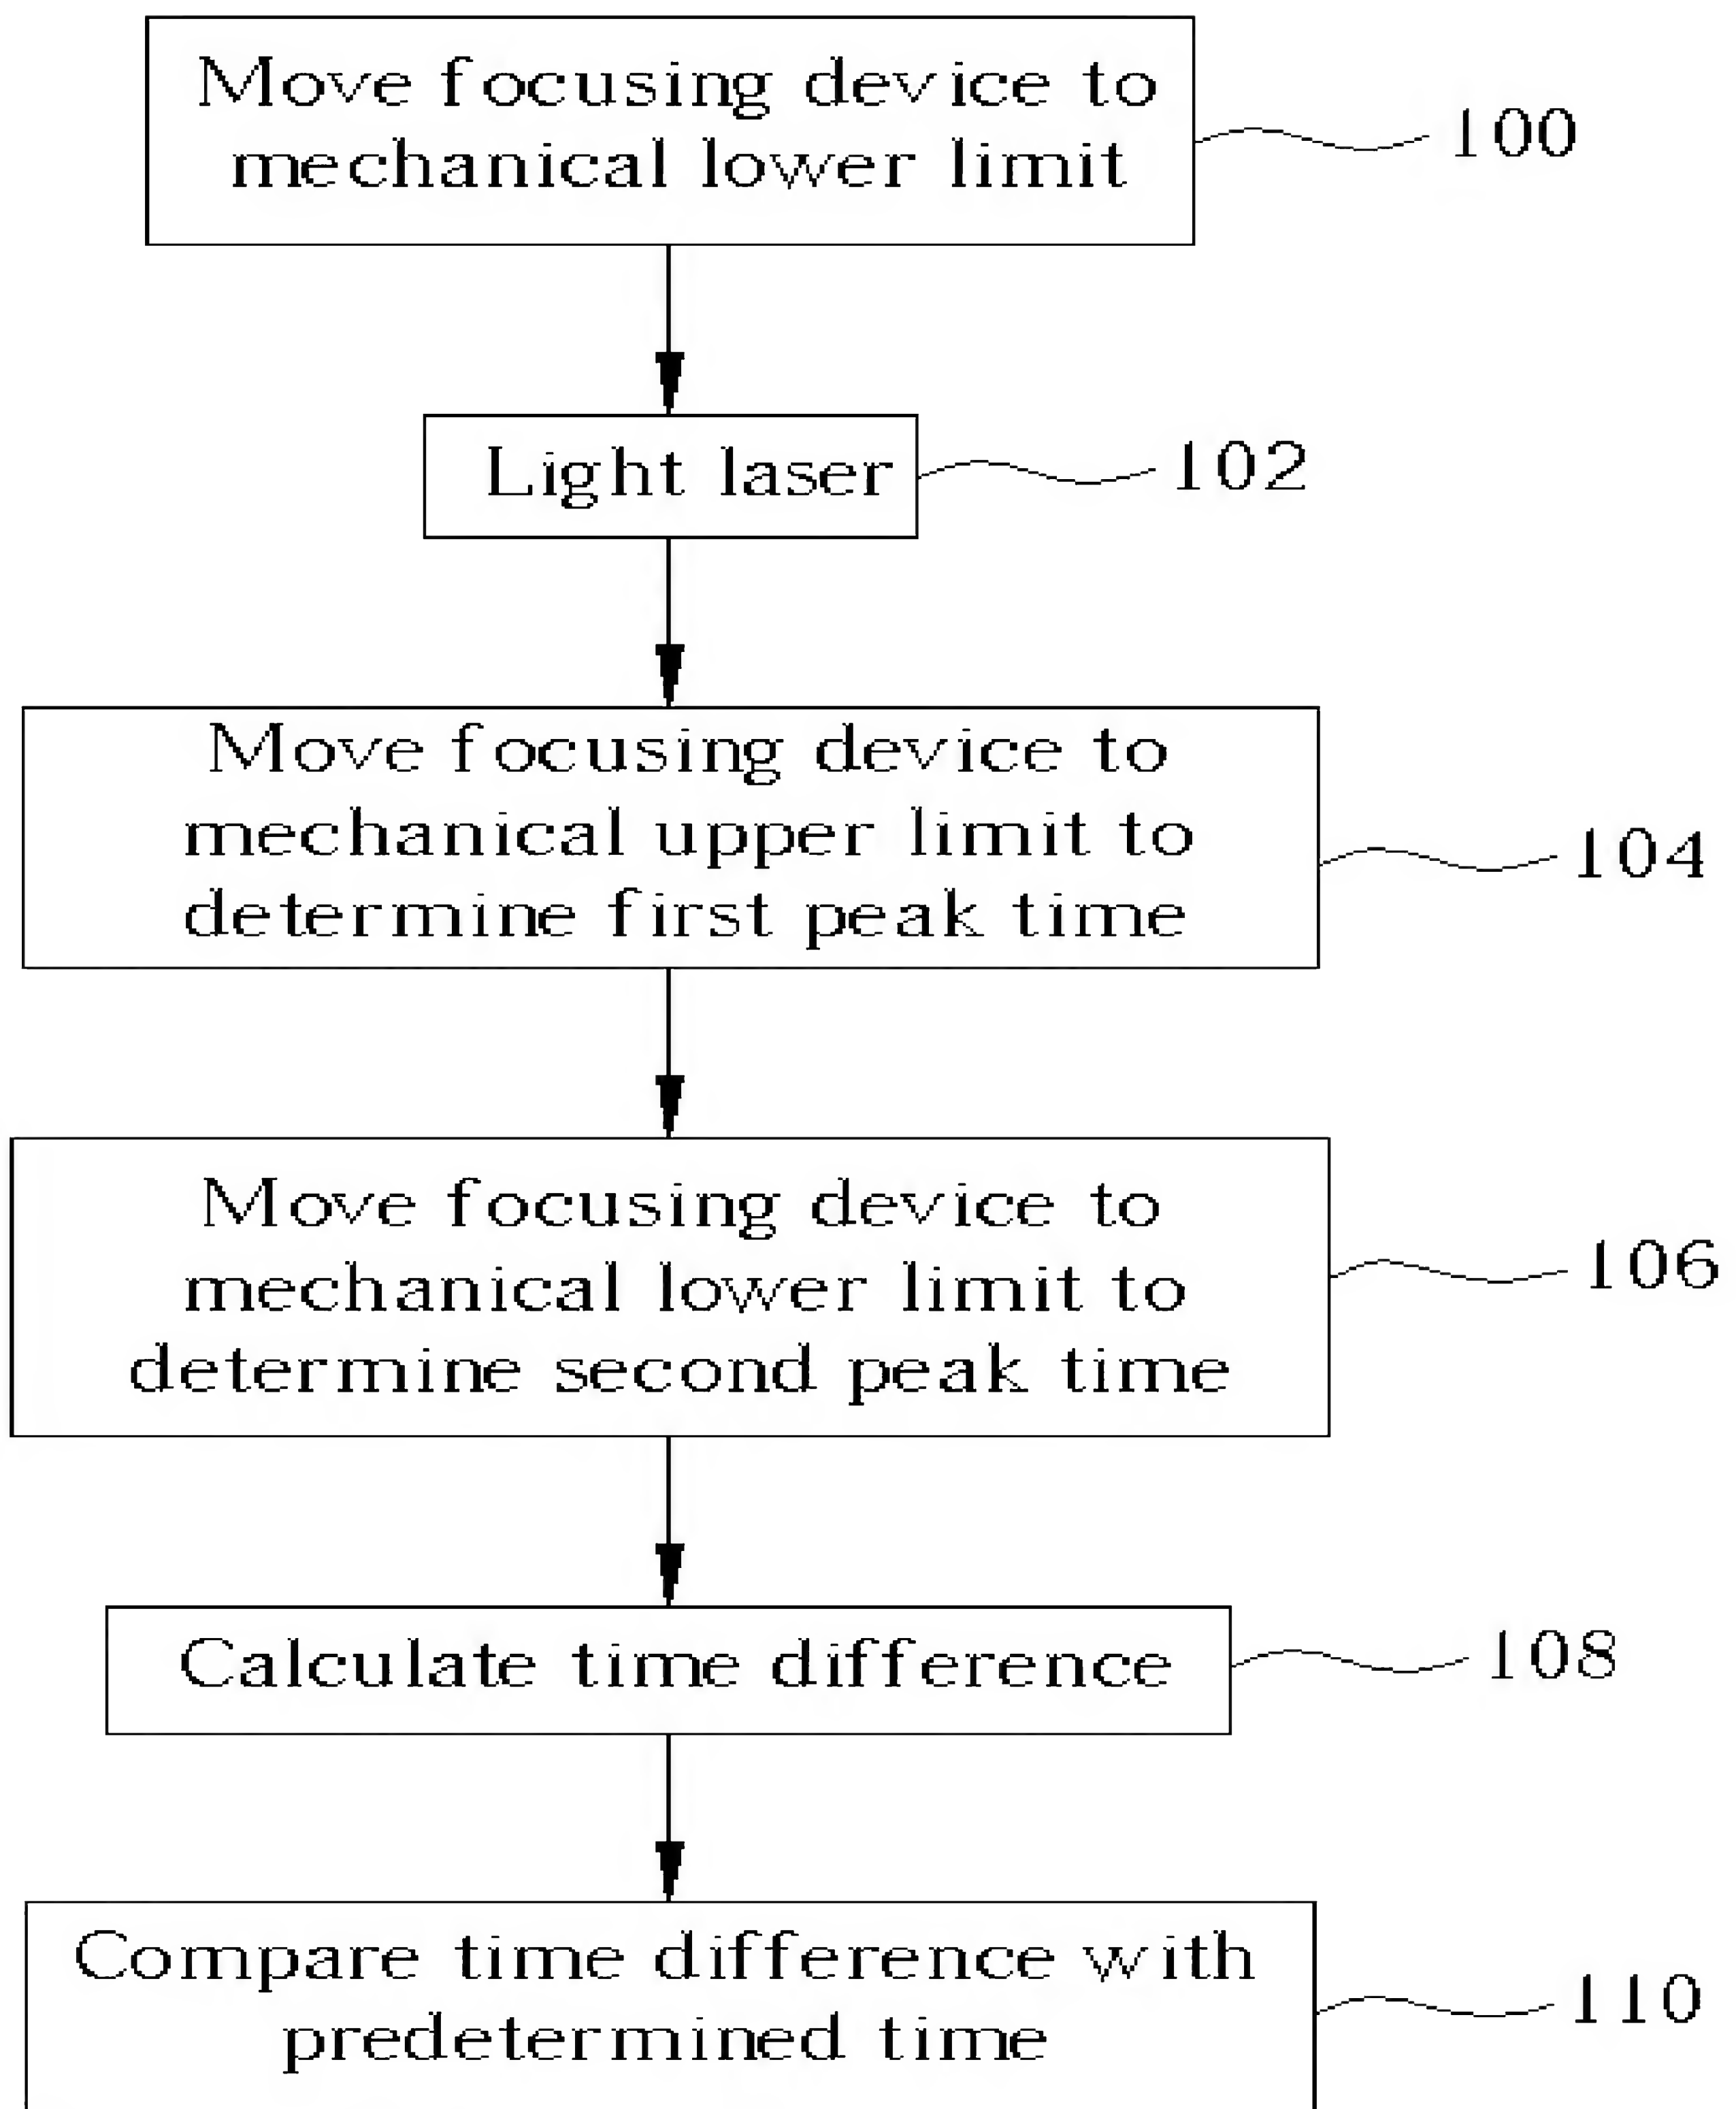 Move focusing device to
mechanical lower limit
100
Light laser
102
Move focusing device to
mechanical upper limit to
determine first peak time
104
Move focusing device to
mechanical lower limit to
determine second peak time
106
Calculate time difference
108
Compare time difference with
predetermined time
110